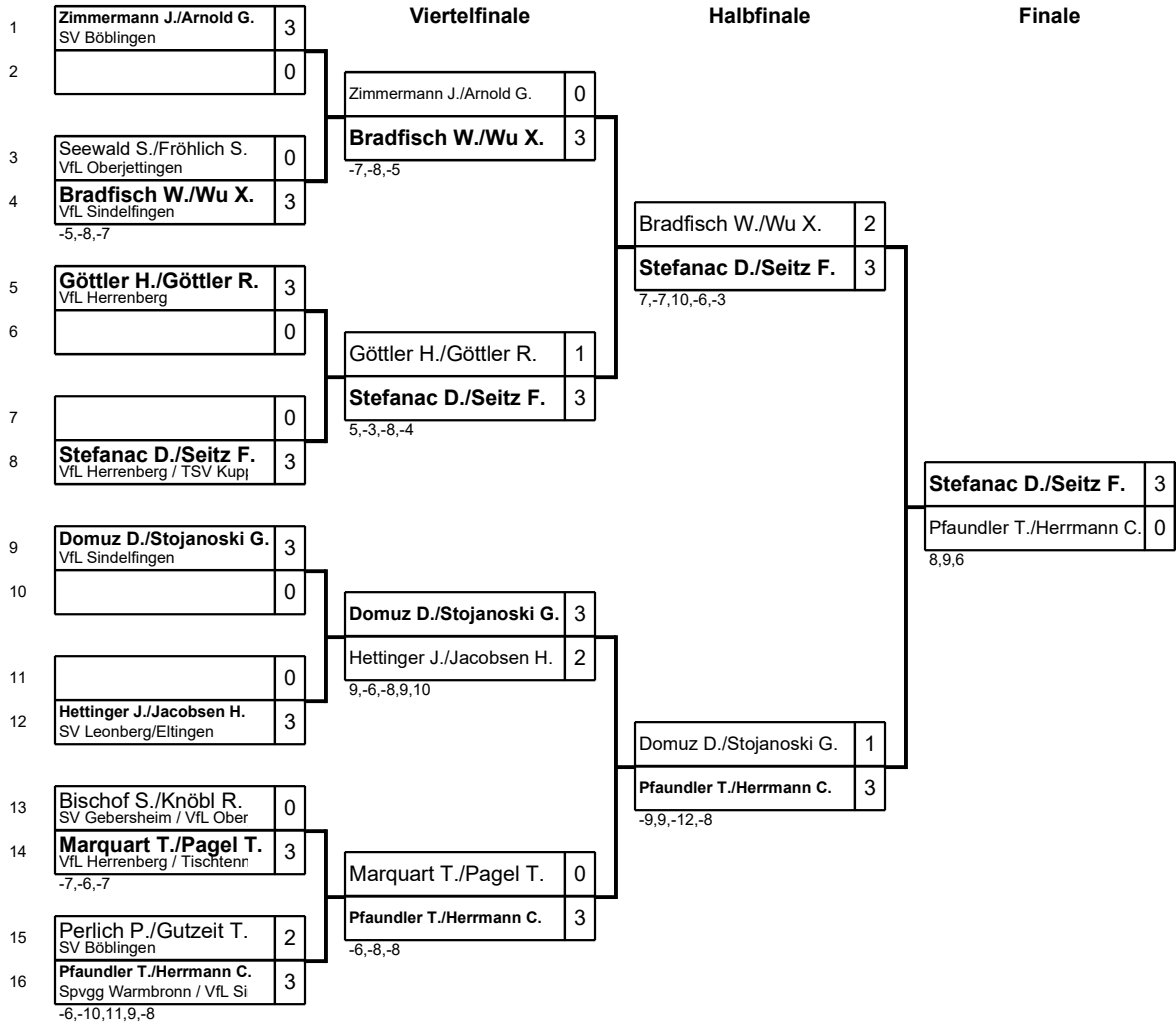 Viertelfinale
Halbfinale
Finale
1
Zimmermann J./Arnold G.
3
SV Böblingen
2
0
3
Seewald S./Fröhlich S.
0
VfL Oberjettingen
4
Bradfisch W./Wu X.
3
VfL Sindelfingen
-5,-8,-7
5
Göttler H./Göttler R.
3
VfL Herrenberg
6
0
7
0
8
Stefanac D./Seitz F.
3
VfL Herrenberg / TSV Kupp
9
Domuz D./Stojanoski G.
3
VfL Sindelfingen
10
0
11
0
12
Hettinger J./Jacobsen H.
3
SV Leonberg/Eltingen
13
Bischof S./Knöbl R.
0
SV Gebersheim / VfL Ober
14
Marquart T./Pagel T.
3
VfL Herrenberg / Tischtenn
-7,-6,-7
15
Perlich P./Gutzeit T.
2
SV Böblingen
16
Pfaundler T./Herrmann C.
3
Spvgg Warmbronn / VfL Si
-6,-10,11,9,-8
Zimmermann J./Arnold G.
0
Bradfisch W./Wu X.
3
-7,-8,-5
Göttler H./Göttler R.
1
Stefanac D./Seitz F.
3
5,-3,-8,-4
Domuz D./Stojanoski G.
3
Hettinger J./Jacobsen H.
2
9,-6,-8,9,10
Marquart T./Pagel T.
0
Pfaundler T./Herrmann C.
3
-6,-8,-8
Bradfisch W./Wu X.
2
Stefanac D./Seitz F.
3
7,-7,10,-6,-3
Domuz D./Stojanoski G.
1
Pfaundler T./Herrmann C.
3
-9,9,-12,-8
Stefanac D./Seitz F.
3
Pfaundler T./Herrmann C.
0
8,9,6